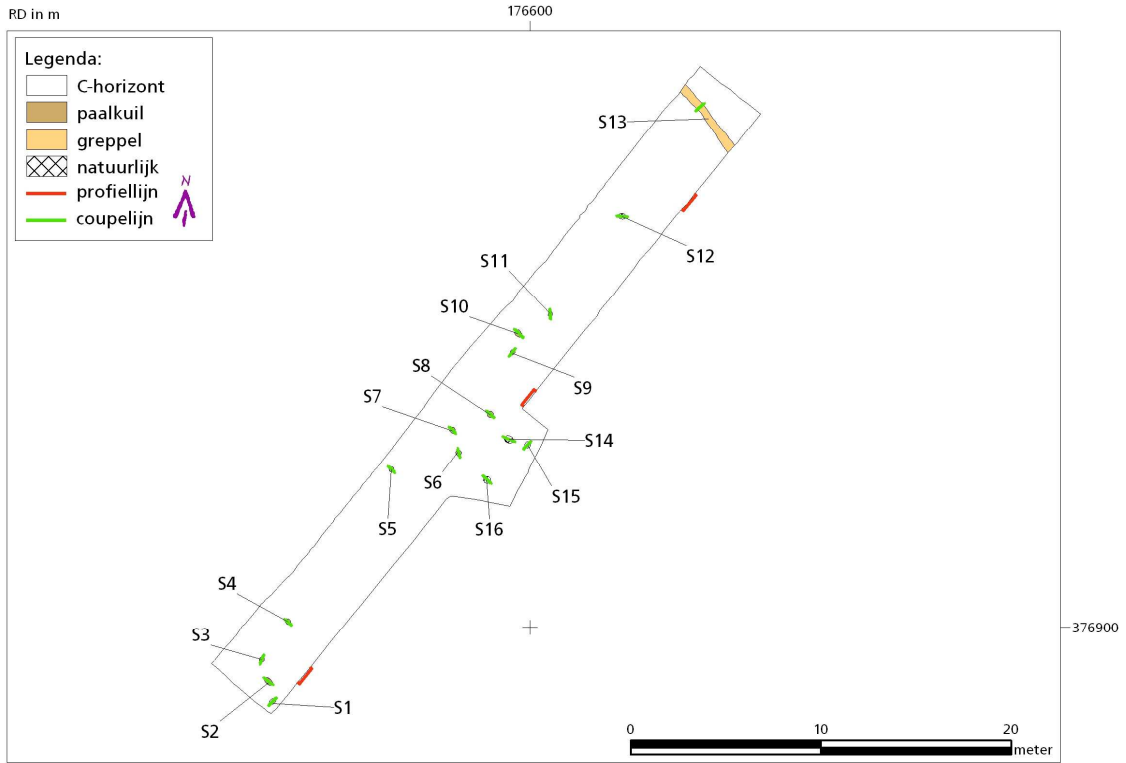 RD in m
176600
Legenda:
C-horizont
paalkuil
greppel
natuurlijk
profiellijn
coupelijn
N
S13
S12
S11
S10
S9
S8
S7
S14
S6
S15
S5
S16
S4
376900
S3
S1
S2
0 10 20
meter